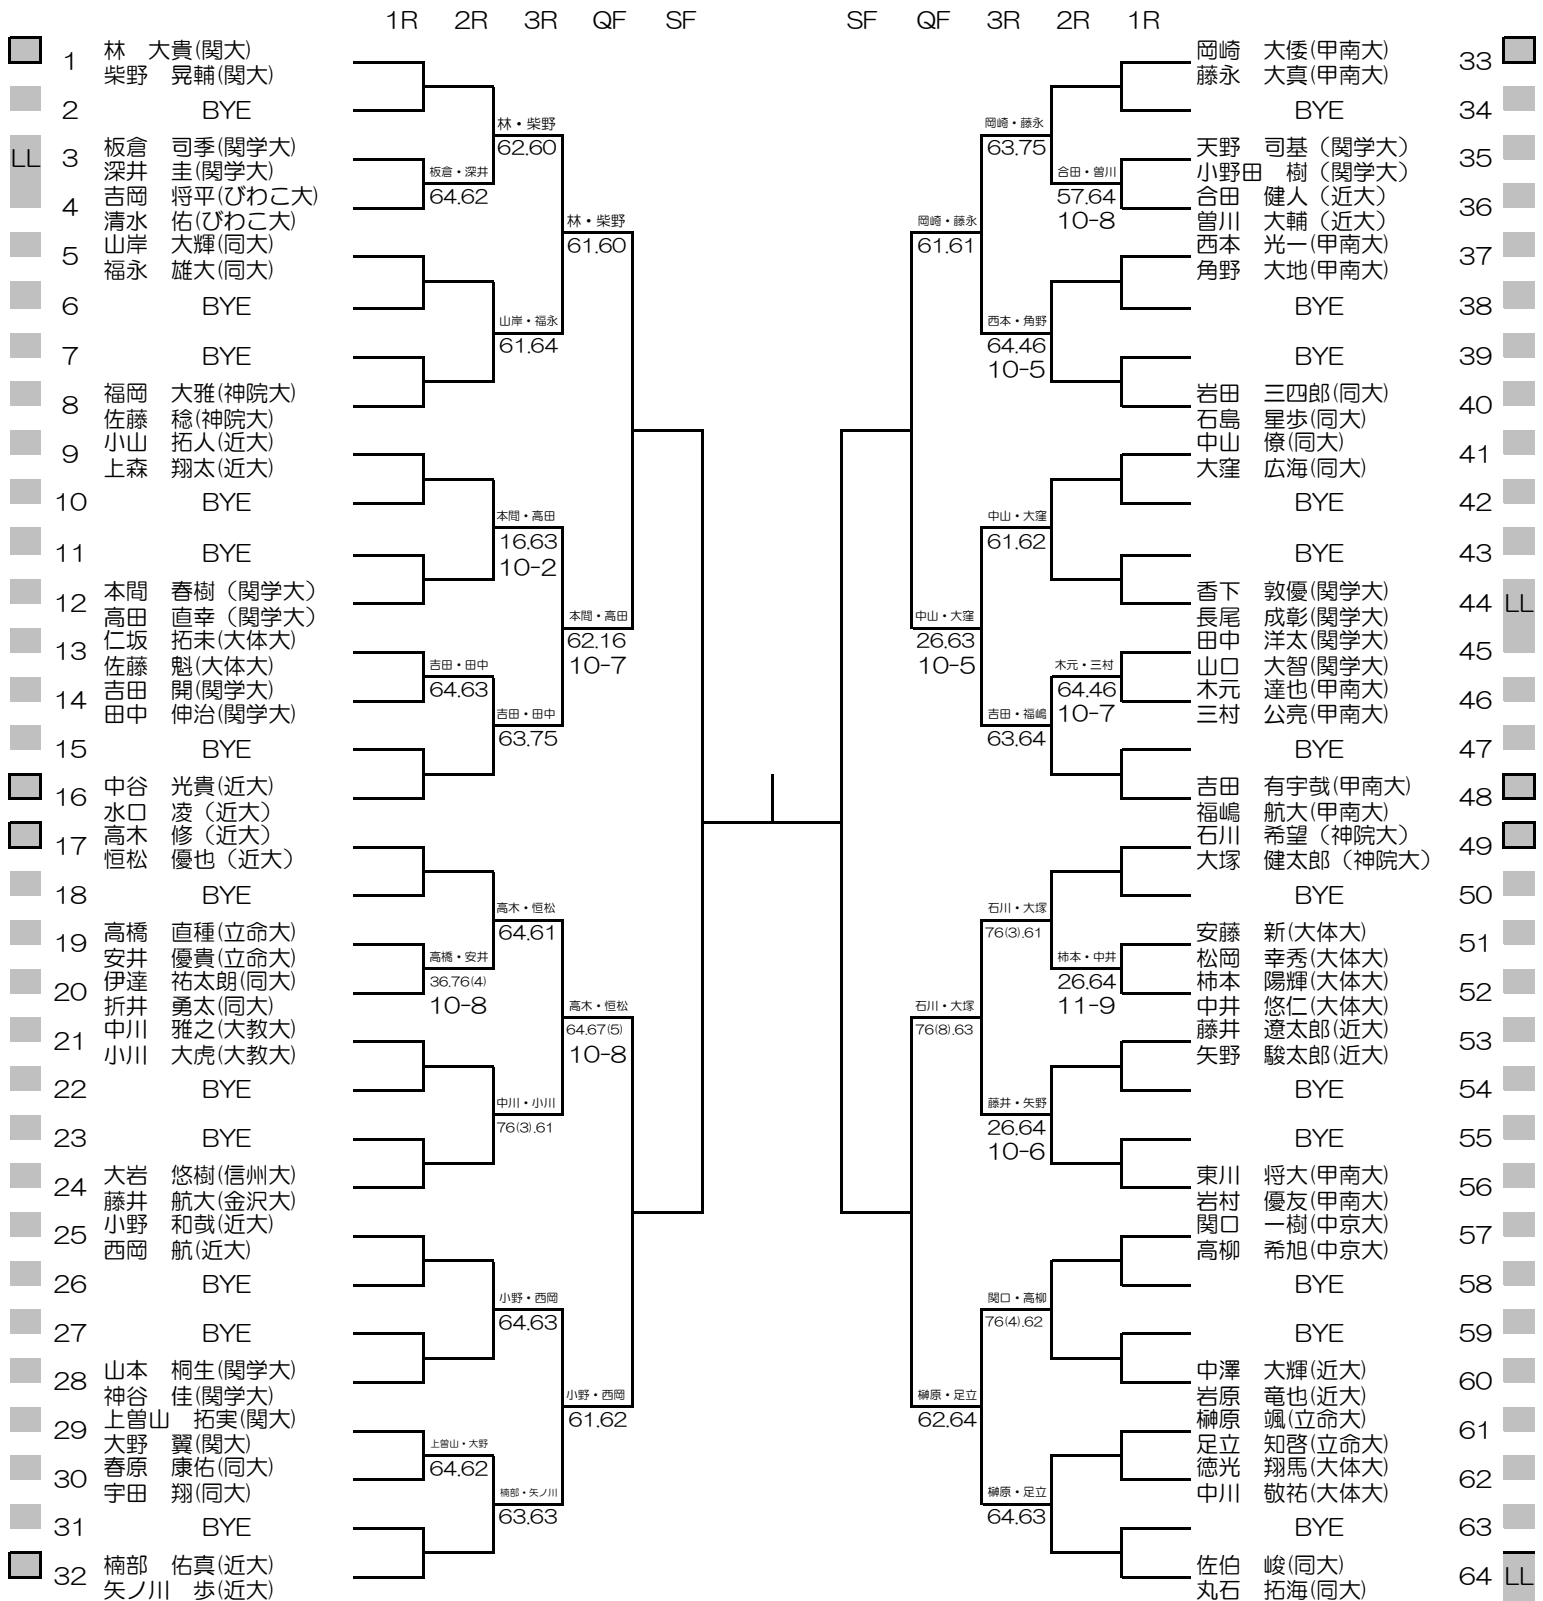 1R 2R 3R QF SF SF QF 3R 2R 1R
1 林 大貴(関大)
柴野 晃輔(関大)
2 BYE
LL 3 板倉 司季(関学大)
深井 圭(関学大)
4 吉岡 将平(びわこ大)
清水 佑(びわこ大)
5 山岸 大輝(同大)
福永 雄大(同大)
6 BYE
7 BYE
8 福岡 大雅(神院大)
佐藤 稔(神院大)
9 小山 拓人(近大)
上森 翔太(近大)
10 BYE
11 BYE
12 本間 春樹（関学大）
高田 直幸（関学大）
13 仁坂 拓未(大体大)
佐藤 魁(大体大)
14 吉田 開(関学大)
田中 伸治(関学大)
15 BYE
16 中谷 光貴(近大)
水口 凌（近大）
17 高木 修（近大）
恒松 優也（近大）
18 BYE
19 高橋 直種(立命大)
安井 優貴(立命大)
20 伊達 祐太朗(同大)
折井 勇太(同大)
21 中川 雅之(大教大)
小川 大虎(大教大)
22 BYE
23 BYE
24 大岩 悠樹(信州大)
藤井 航大(金沢大)
25 小野 和哉(近大)
西岡 航(近大)
26 BYE
27 BYE
28 山本 桐生(関学大)
神谷 佳(関学大)
29 上曽山 拓実(関大)
大野 翼(関大)
30 春原 康佑(同大)
宇田 翔(同大)
31 BYE
32 楠部 佑真(近大)
矢ノ川 歩(近大)
板倉・深井
64.62
吉田・田中
64.63
高橋・安井
36.76(4)
10-8
上曽山・大野
64.62
林・柴野
62.60
山岸・福永
61.64
本間・高田
16.63
10-2
吉田・田中
63.75
高木・恒松
64.61
中川・小川
76(3).61
小野・西岡
64.63
楠部・矢ノ川
63.63
林・柴野
61.60
本間・高田
62.16
10-7
高木・恒松
64.67(5)
10-8
小野・西岡
61.62
岡崎・藤永
61.61
中山・大窪
26.63
10-5
石川・大塚
76(8).63
榊原・足立
62.64
岡崎・藤永
63.75
西本・角野
64.46
10-5
中山・大窪
61.62
吉田・福嶋
63.64
石川・大塚
76(3).61
藤井・矢野
26.64
10-6
関口・高柳
76(4).62
榊原・足立
64.63
合田・曽川
57.64
10-8
木元・三村
64.46
10-7
柿本・中井
26.64
11-9
岡崎 大倭(甲南大) 33
藤永 大真(甲南大)
BYE 34
天野 司基（関学大） 35
小野田 樹（関学大）
合田 健人（近大） 36
曽川 大輔（近大）
西本 光一(甲南大) 37
角野 大地(甲南大)
BYE 38
BYE 39
岩田 三四郎(同大) 40
石島 星歩(同大)
中山 僚(同大) 41
大窪 広海(同大)
BYE 42
BYE 43
香下 敦優(関学大) 44 LL
長尾 成彰(関学大)
田中 洋太(関学大) 45
山口 大智(関学大)
木元 達也(甲南大) 46
三村 公亮(甲南大)
BYE 47
吉田 有宇哉(甲南大) 48
福嶋 航大(甲南大)
石川 希望（神院大） 49
大塚 健太郎（神院大）
BYE 50
安藤 新(大体大) 51
松岡 幸秀(大体大)
柿本 陽輝(大体大) 52
中井 悠仁(大体大)
藤井 遼太郎(近大) 53
矢野 駿太郎(近大)
BYE 54
BYE 55
東川 将大(甲南大) 56
岩村 優友(甲南大)
関口 一樹(中京大) 57
高柳 希旭(中京大)
BYE 58
BYE 59
中澤 大輝(近大) 60
岩原 竜也(近大)
榊原 颯(立命大) 61
足立 知啓(立命大)
徳光 翔馬(大体大) 62
中川 敬祐(大体大)
BYE 63
佐伯 峻(同大) 64 LL
丸石 拓海(同大)